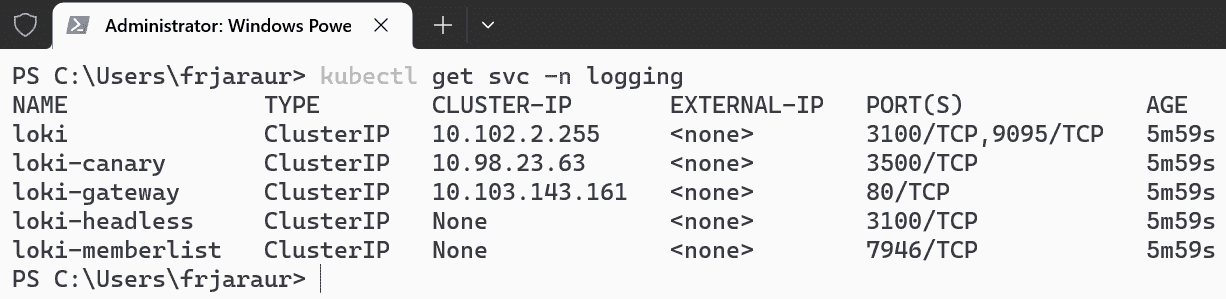 Administrator: Windows Powe
PS C:\Users\frjaraur> kubectl get svc -n logging
NAME TYPE CLUSTER-IP EXTERNAL-IP PORT(S) AGE
loki ClusterIP 10.102.2.255 <none> 3100/TCP,9095/TCP 5m59s
loki-canary ClusterIP 10.98.23.63 <none> 3500/TCP 5m59s
loki-gateway ClusterIP 10.103.143.161 <none> 80/TCP 5m59s
loki-headless ClusterIP None <none> 3100/TCP 5m59s
loki-memberlist ClusterIP None <none> 7946/TCP 5m59s
PS C:\Users\frjaraur>